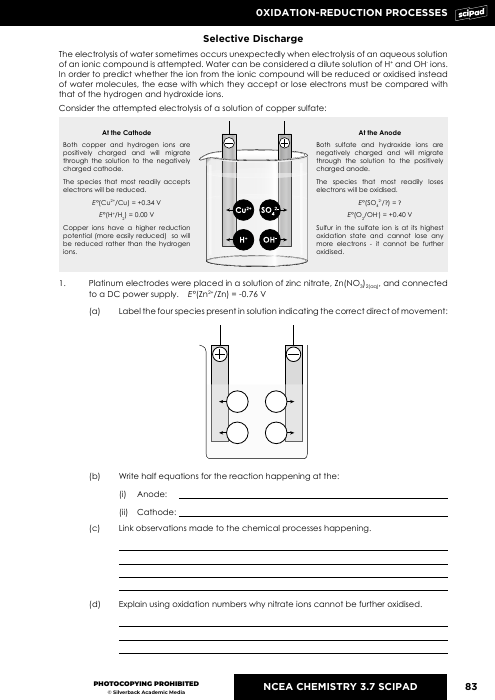 OXIDATION-REDUCTION PROCESSES
scipad
Selective Discharge
The electrolysis of water sometimes occurs unexpectedly when electrolysis of an aqueous solution
of an ionic compound is attempted. Water can be considered a dilute solution of H⁺ and OH⁻ ions.
In order to predict whether the ion from the ionic compound will be reduced or oxidised instead
of water molecules, the ease with which they accept or lose electrons must be compared with
that of the hydrogen and hydroxide ions.
Consider the attempted electrolysis of a solution of copper sulfate:
At the Cathode
Both copper and hydrogen ions are
positively charged and will migrate
through the solution to the negatively
charged cathode.
The species that most readily accepts
electrons will be reduced.
E°(Cu²⁺/Cu) = +0.34 V
E°(H⁺/H₂) = 0.00 V
Copper ions have a higher reduction
potential (more easily reduced) so will
be reduced rather than the hydrogen
ions.
− +
Cu²⁺ SO₄²⁻
H⁺ OH⁻
At the Anode
Both sulfate and hydroxide ions are
negatively charged and will migrate
through the solution to the positively
charged anode.
The species that most readily loses
electrons will be oxidised.
E°(SO₄²⁻/?) = ?
E°(O₂/OH⁻) = +0.40 V
Sulfur in the sulfate ion is at its highest
oxidation state and cannot lose any
more electrons - it cannot be further
oxidised.
1. Platinum electrodes were placed in a solution of zinc nitrate, Zn(NO₃)₂₍aq₎, and connected
to a DC power supply. E°(Zn²⁺/Zn) = -0.76 V
(a) Label the four species present in solution indicating the correct direct of movement:
+ −
(b) Write half equations for the reaction happening at the:
(i) Anode:
(ii) Cathode:
(c) Link observations made to the chemical processes happening.
(d) Explain using oxidation numbers why nitrate ions cannot be further oxidised.
PHOTOCOPYING PROHIBITED
© Silverback Academic Media
NCEA CHEMISTRY 3.7 SCIPAD
83